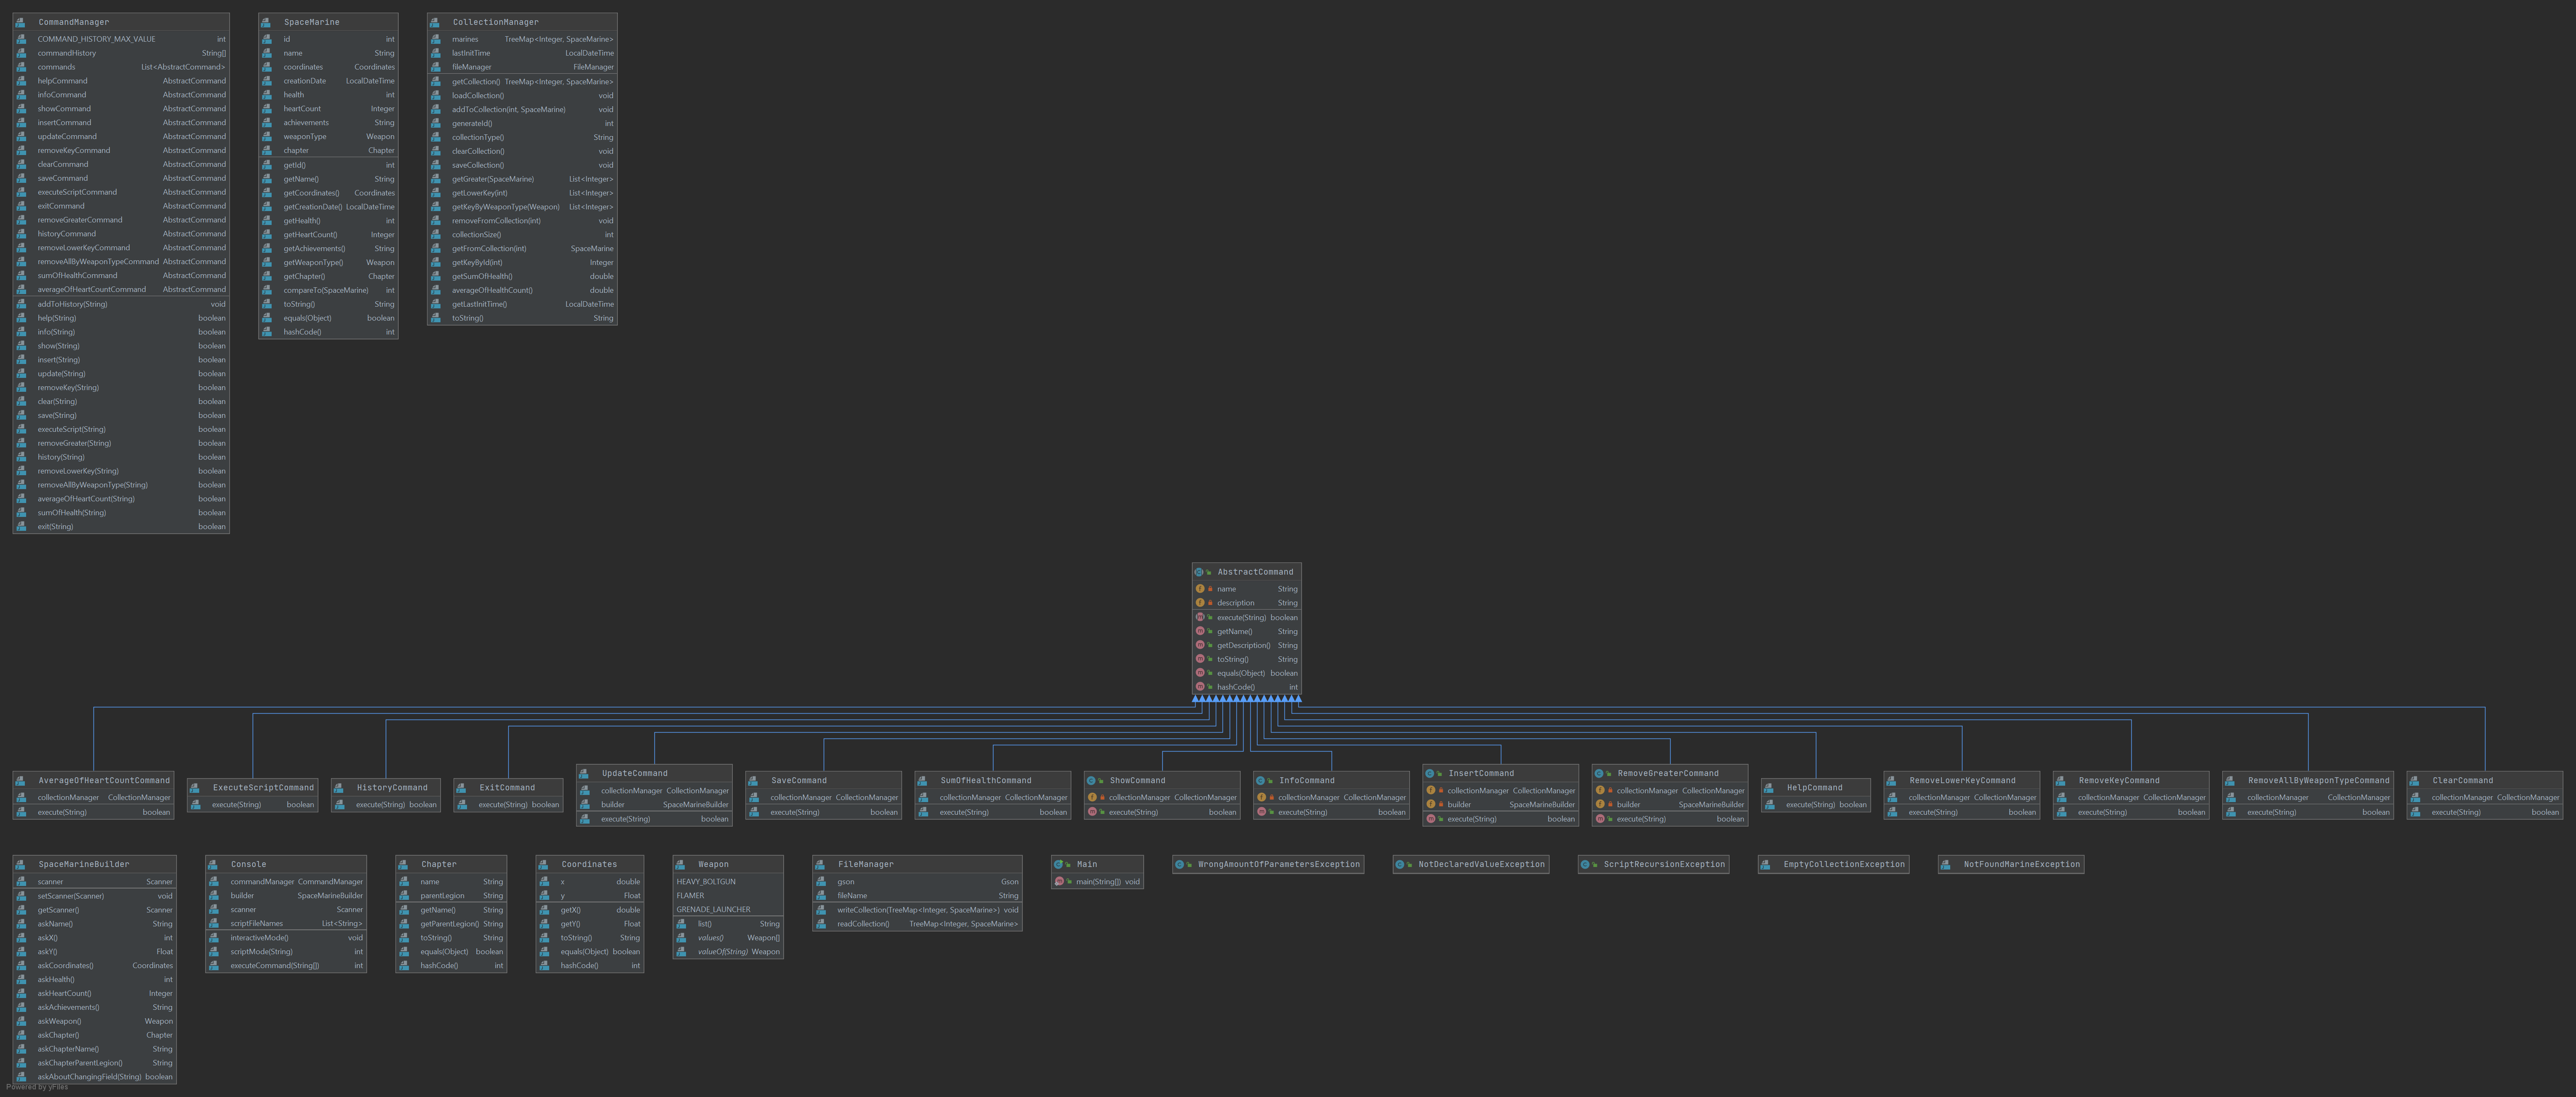 CommandManager
COMMAND_HISTORY_MAX_VALUE int
commandHistory String[]
commands List<AbstractCommand>
helpCommand AbstractCommand
infoCommand AbstractCommand
showCommand AbstractCommand
insertCommand AbstractCommand
updateCommand AbstractCommand
removeKeyCommand AbstractCommand
clearCommand AbstractCommand
saveCommand AbstractCommand
executeScriptCommand AbstractCommand
exitCommand AbstractCommand
removeGreaterCommand AbstractCommand
historyCommand AbstractCommand
removeLowerKeyCommand AbstractCommand
removeAllByWeaponTypeCommand AbstractCommand
sumOfHealthCommand AbstractCommand
averageOfHeartCountCommand AbstractCommand
addToHistory(String) void
help(String) boolean
info(String) boolean
show(String) boolean
insert(String) boolean
update(String) boolean
removeKey(String) boolean
clear(String) boolean
save(String) boolean
executeScript(String) boolean
removeGreater(String) boolean
history(String) boolean
removeLowerKey(String) boolean
removeAllByWeaponType(String) boolean
averageOfHeartCount(String) boolean
sumOfHealth(String) boolean
exit(String) boolean
SpaceMarine
id int
name String
coordinates Coordinates
creationDate LocalDateTime
health int
heartCount Integer
achievements String
weaponType Weapon
chapter Chapter
getId() int
getName() String
getCoordinates() Coordinates
getCreationDate() LocalDateTime
getHealth() int
getHeartCount() Integer
getAchievements() String
getWeaponType() Weapon
getChapter() Chapter
compareTo(SpaceMarine) int
toString() String
equals(Object) boolean
hashCode() int
CollectionManager
marines TreeMap<Integer, SpaceMarine>
lastInitTime LocalDateTime
fileManager FileManager
getCollection() TreeMap<Integer, SpaceMarine>
loadCollection() void
addToCollection(int, SpaceMarine) void
generateId() int
collectionType() String
clearCollection() void
saveCollection() void
getGreater(SpaceMarine) List<Integer>
getLowerKey(int) List<Integer>
getKeyByWeaponType(Weapon) List<Integer>
removeFromCollection(int) void
collectionSize() int
getFromCollection(int) SpaceMarine
getKeyById(int) Integer
getSumOfHealth() double
averageOfHealthCount() double
getLastInitTime() LocalDateTime
toString() String
AbstractCommand
name String
description String
execute(String) boolean
getName() String
getDescription() String
toString() String
equals(Object) boolean
hashCode() int
AverageOfHeartCountCommand
collectionManager CollectionManager
execute(String) boolean
ExecuteScriptCommand
execute(String) boolean
HistoryCommand
execute(String) boolean
ExitCommand
execute(String) boolean
UpdateCommand
collectionManager CollectionManager
builder SpaceMarineBuilder
execute(String) boolean
SaveCommand
collectionManager CollectionManager
execute(String) boolean
SumOfHealthCommand
collectionManager CollectionManager
execute(String) boolean
ShowCommand
collectionManager CollectionManager
execute(String) boolean
InfoCommand
collectionManager CollectionManager
execute(String) boolean
InsertCommand
collectionManager CollectionManager
builder SpaceMarineBuilder
execute(String) boolean
RemoveGreaterCommand
collectionManager CollectionManager
builder SpaceMarineBuilder
execute(String) boolean
HelpCommand
execute(String) boolean
RemoveLowerKeyCommand
collectionManager CollectionManager
execute(String) boolean
RemoveKeyCommand
collectionManager CollectionManager
execute(String) boolean
RemoveAllByWeaponTypeCommand
collectionManager CollectionManager
execute(String) boolean
ClearCommand
collectionManager CollectionManager
execute(String) boolean
SpaceMarineBuilder
scanner Scanner
setScanner(Scanner) void
getScanner() Scanner
askName() String
askX() int
askY() Float
askCoordinates() Coordinates
askHealth() int
askHeartCount() Integer
askAchievements() String
askWeapon() Weapon
askChapter() Chapter
askChapterName() String
askChapterParentLegion() String
askAboutChangingField(String) boolean
Console
commandManager CommandManager
builder SpaceMarineBuilder
scanner Scanner
scriptFileNames List<String>
interactiveMode() void
scriptMode(String) int
executeCommand(String[]) int
Chapter
name String
parentLegion String
getName() String
getParentLegion() String
toString() String
equals(Object) boolean
hashCode() int
Coordinates
x double
y Float
getX() double
getY() Float
toString() String
equals(Object) boolean
hashCode() int
Weapon
HEAVY_BOLTGUN
FLAMER
GRENADE_LAUNCHER
list() String
values() Weapon[]
valueOf(String) Weapon
FileManager
gson Gson
fileName String
writeCollection(TreeMap<Integer, SpaceMarine>) void
readCollection() TreeMap<Integer, SpaceMarine>
Main
main(String[]) void
WrongAmountOfParametersException
NotDeclaredValueException
ScriptRecursionException
EmptyCollectionException
NotFoundMarineException
Powered by yFiles